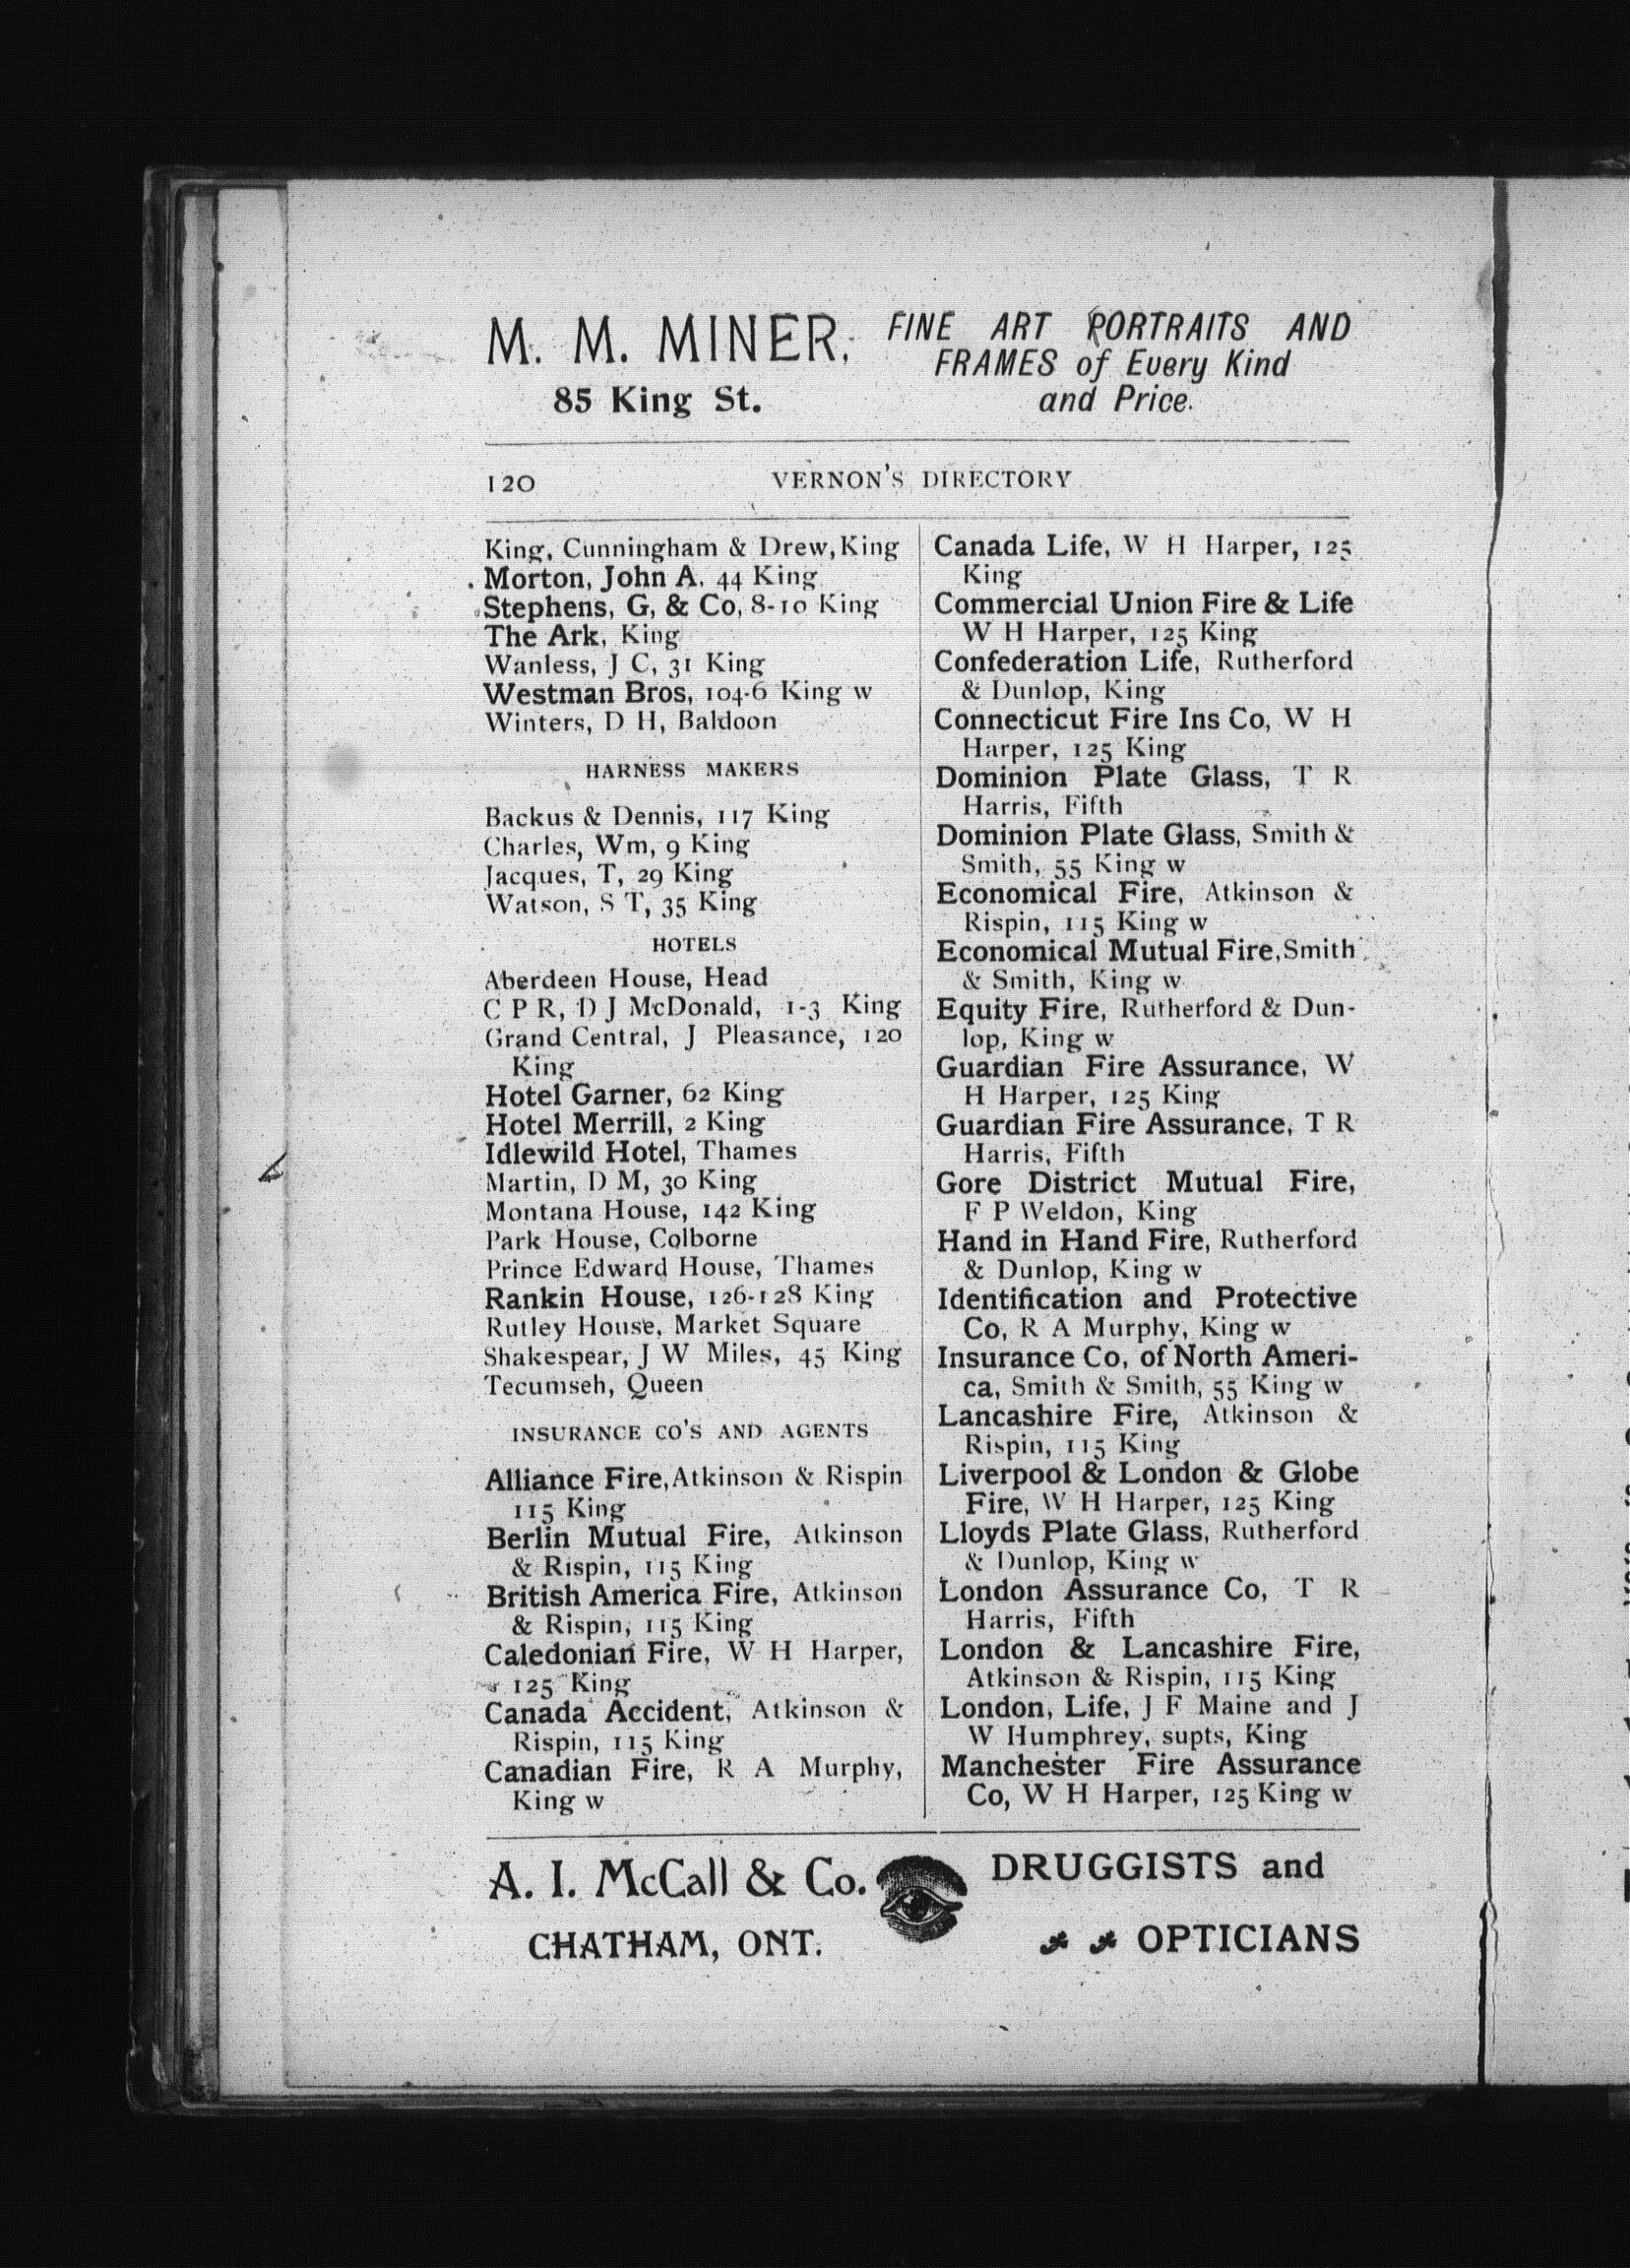 M. M. MINER,
85 King St.
FINE ART PORTRAITS AND
FRAMES of Every Kind
and Price.
120 VERNON'S DIRECTORY
King, Cunningham & Drew, King
Morton, John A, 44 King
Stephens, G, & Co, 8-10 King
The Ark, King
Wanless, J C, 31 King
Westman Bros, 104-6 King w
Winters, D H, Baldoon
HARNESS MAKERS
Backus & Dennis, 117 King
Charles, Wm, 9 King
Jacques, T, 29 King
Watson, S T, 35 King
HOTELS
Aberdeen House, Head
C P R, D J McDonald, 1-3 King
Grand Central, J Pleasance, 120
King
Hotel Garner, 62 King
Hotel Merrill, 2 King
Idlewild Hotel, Thames
Martin, D M, 30 King
Montana House, 142 King
Park House, Colborne
Prince Edward House, Thames
Rankin House, 126-128 King
Rutley House, Market Square
Shakespear, J W Miles, 45 King
Tecumseh, Queen
INSURANCE CO'S AND AGENTS
Alliance Fire, Atkinson & Rispin
115 King
Berlin Mutual Fire, Atkinson
& Rispin, 115 King
British America Fire, Atkinson
& Rispin, 115 King
Caledonian Fire, W H Harper,
125 King
Canada Accident, Atkinson &
Rispin, 115 King
Canadian Fire, R A Murphy,
King w
Canada Life, W H Harper, 125
King
Commercial Union Fire & Life
W H Harper, 125 King
Confederation Life, Rutherford
& Dunlop, King
Connecticut Fire Ins Co, W H
Harper, 125 King
Dominion Plate Glass, T R
Harris, Fifth
Dominion Plate Glass, Smith &
Smith, 55 King w
Economical Fire, Atkinson &
Rispin, 115 King w
Economical Mutual Fire, Smith
& Smith, King w
Equity Fire, Rutherford & Dun-
lop, King w
Guardian Fire Assurance, W
H Harper, 125 King
Guardian Fire Assurance, T R
Harris, Fifth
Gore District Mutual Fire,
F P Weldon, King
Hand in Hand Fire, Rutherford
& Dunlop, King w
Identification and Protective
Co, R A Murphy, King w
Insurance Co, of North Ameri-
ca, Smith & Smith, 55 King w
Lancashire Fire, Atkinson &
Rispin, 115 King
Liverpool & London & Globe
Fire, W H Harper, 125 King
Lloyds Plate Glass, Rutherford
& Dunlop, King w
London Assurance Co, T R
Harris, Fifth
London & Lancashire Fire,
Atkinson & Rispin, 115 King
London, Life, J F Maine and J
W Humphrey, supts, King
Manchester Fire Assurance
Co, W H Harper, 125 King w
A. I. McCall & Co.
CHATHAM, ONT.
DRUGGISTS and
OPTICIANS